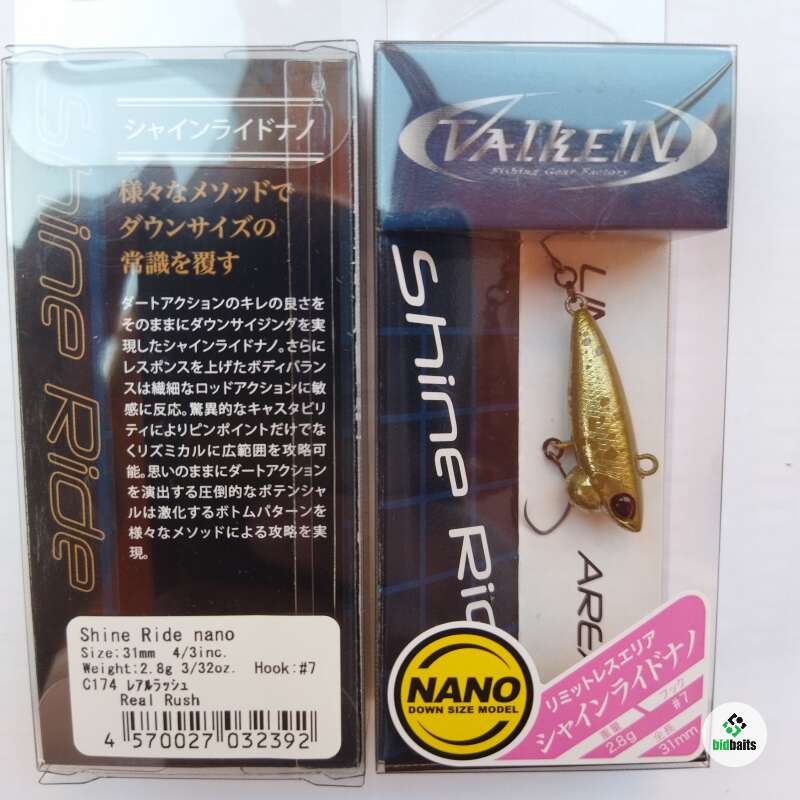 Shine Ride
シャインライドナノ
様々なメソッドで
ダウンサイズの
常識を覆す
ダートアクションのキレの良さを
そのままにダウンサイジングを実
現したシャインライドナノ。さらに
レスポンスを上げたボディバラン
スは繊細なロッドアクションに敏
感に反応。驚異的なキャスタビリ
ティによりピンポイントだけでな
くリズミカルに広範囲を攻略可
能。思いのままにダートアクション
を演出する圧倒的なポテンシャ
ルは激化するボトムパターンを
様々なメソッドによる攻略を実
現。
Shine Ride nano
Size:31mm 4/3inc.
Weight:2.8g 3/32oz. Hook:#7
C174 ﾚｱﾙﾗｯｼｭ
Real Rush
4 570027 032392
ValkeIN
Fishing Gear Factory
Shine Rid
AREA
NANO
DOWN SIZE MODEL
リミットレスエリア
シャインライドナノ
重量
2.8g
フック
#7
全長
31mm
bidbaits